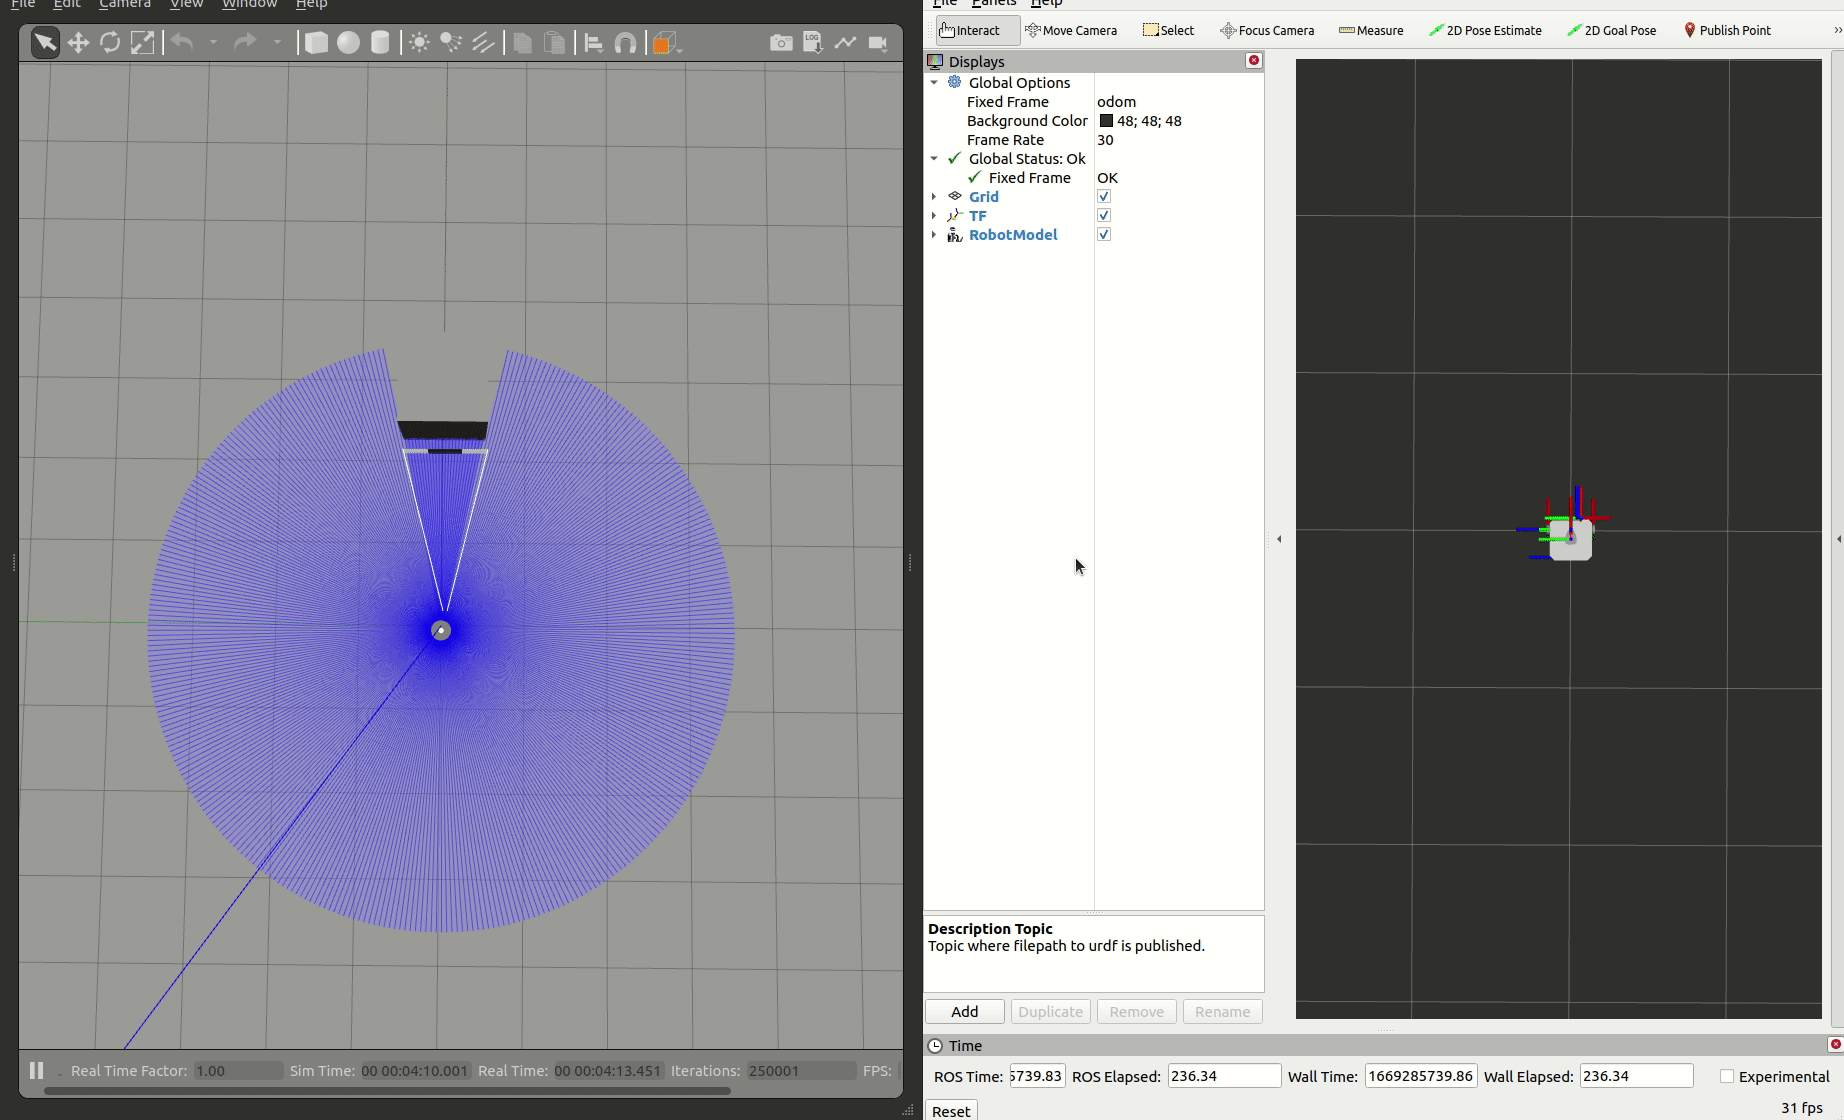 File Edit Camera View Window Help
LOG
Real Time Factor: 1.00 Sim Time: 00 00:04:10.001 Real Time: 00 00:04:13.451 Iterations: 250001 FPS:
File Panels Help
Interact Move Camera Select Focus Camera Measure 2D Pose Estimate 2D Goal Pose Publish Point
Displays
Global Options
Fixed Frame odom
Background Color 48; 48; 48
Frame Rate 30
Global Status: Ok
Fixed Frame OK
Grid
TF
RobotModel
Description Topic
Topic where filepath to urdf is published.
Add Duplicate Remove Rename
Time
ROS Time: 5739.83 ROS Elapsed: 236.34 Wall Time: 1669285739.86 Wall Elapsed: 236.34 Experimental
Reset 31 fps